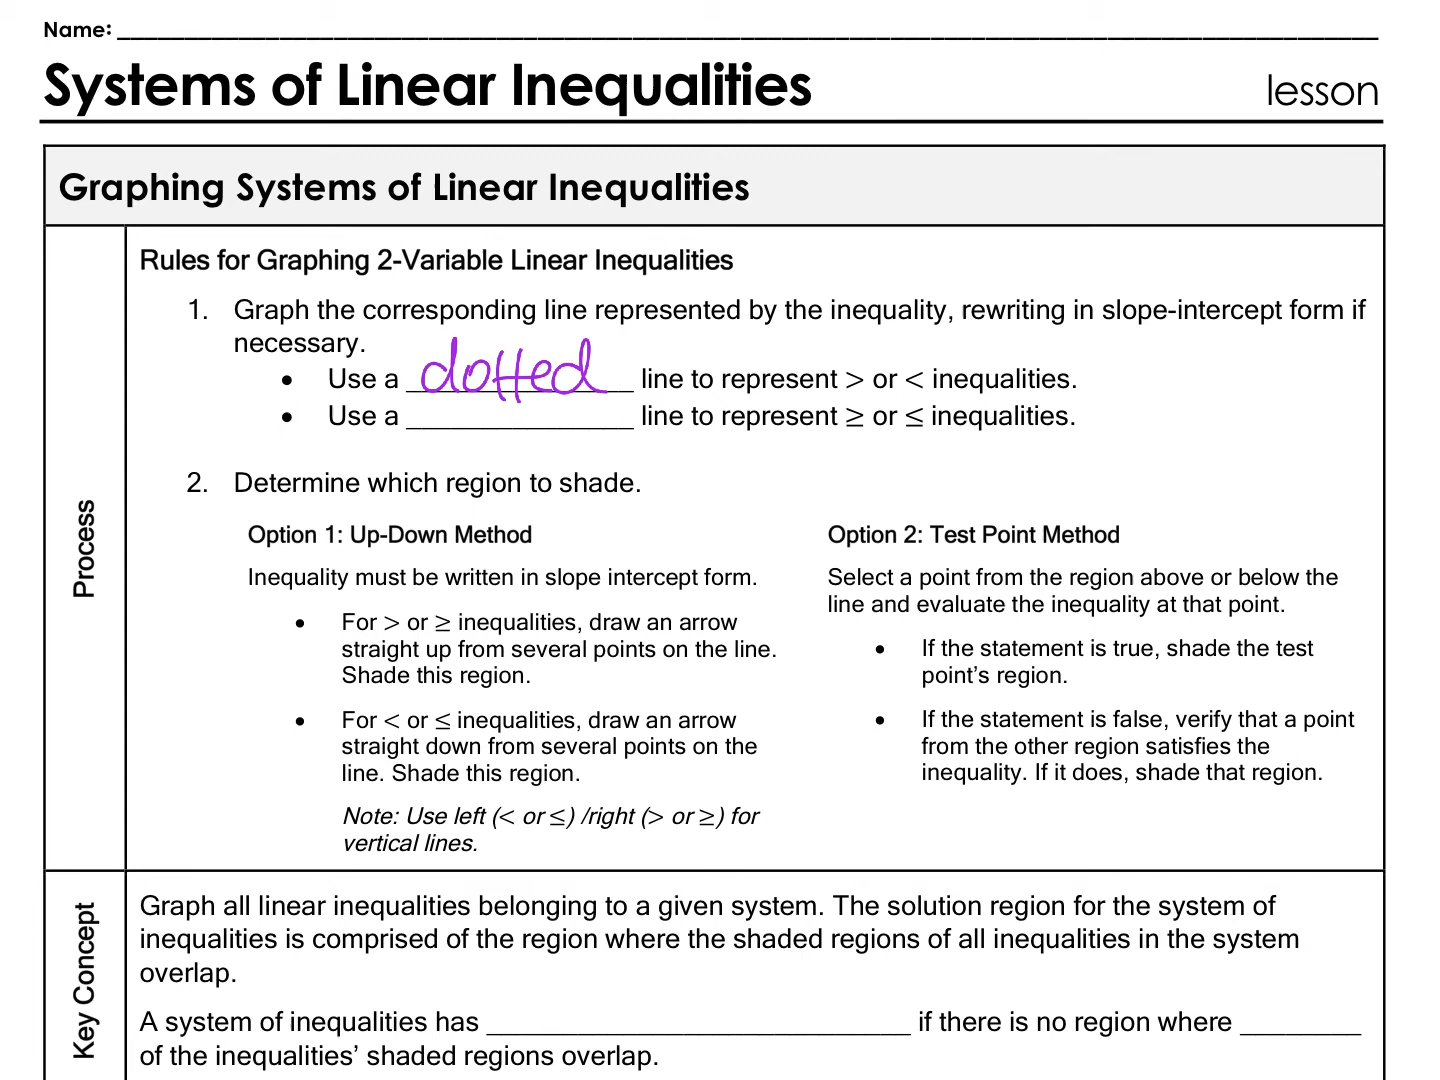 Name: ______________________________
Systems of Linear Inequalities lesson
Graphing Systems of Linear Inequalities
Process
Rules for Graphing 2-Variable Linear Inequalities
1. Graph the corresponding line represented by the inequality, rewriting in slope-intercept form if
necessary.
• Use a dotted line to represent > or < inequalities.
• Use a _______________ line to represent ≥ or ≤ inequalities.
2. Determine which region to shade.
Option 1: Up-Down Method
Inequality must be written in slope intercept form.
• For > or ≥ inequalities, draw an arrow
straight up from several points on the line.
Shade this region.
• For < or ≤ inequalities, draw an arrow
straight down from several points on the
line. Shade this region.
Note: Use left (< or ≤) /right (> or ≥) for
vertical lines.
Option 2: Test Point Method
Select a point from the region above or below the
line and evaluate the inequality at that point.
• If the statement is true, shade the test
point’s region.
• If the statement is false, verify that a point
from the other region satisfies the
inequality. If it does, shade that region.
Key Concept
Graph all linear inequalities belonging to a given system. The solution region for the system of
inequalities is comprised of the region where the shaded regions of all inequalities in the system
overlap.
A system of inequalities has ____________________________ if there is no region where ________
of the inequalities’ shaded regions overlap.